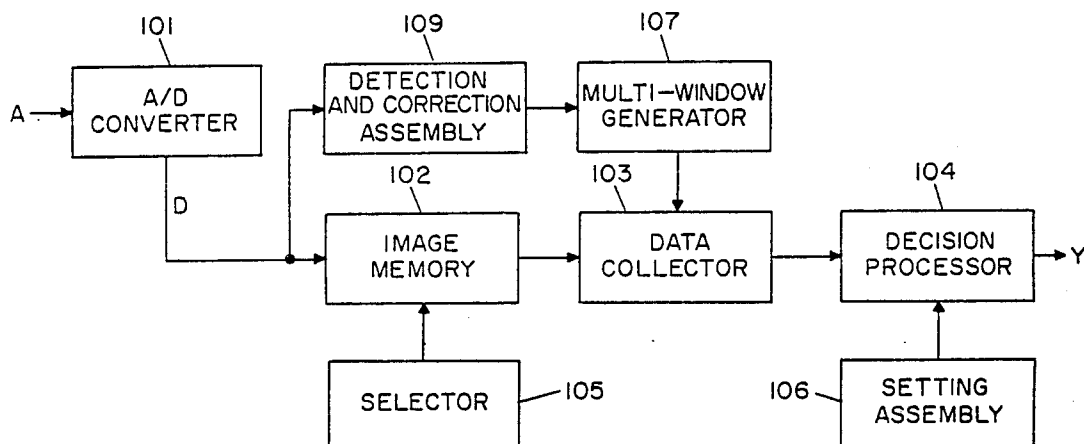 101
A/D
CONVERTER
A
D
109
DETECTION
AND CORRECTION
ASSEMBLY
107
MULTI-WINDOW
GENERATOR
102
IMAGE
MEMORY
103
DATA
COLLECTOR
104
DECISION
PROCESSOR
Y
SELECTOR
105
106
SETTING
ASSEMBLY